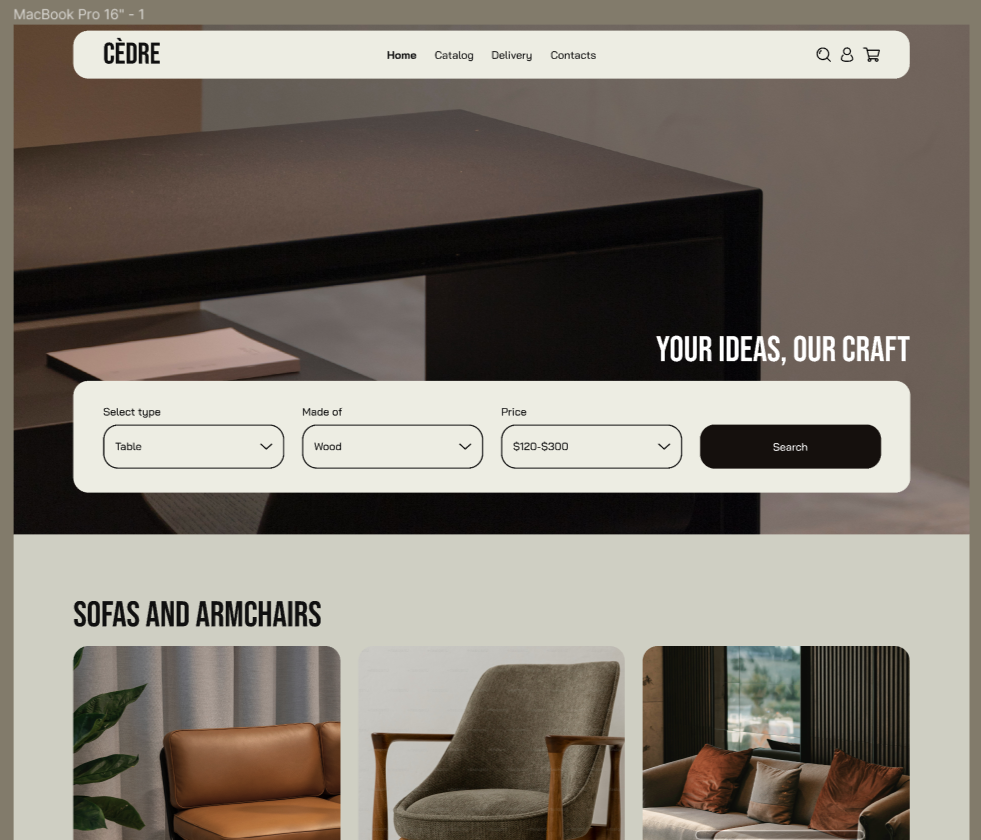 MacBook Pro 16" - 1
CÈDRE
Home Catalog Delivery Contacts
YOUR IDEAS, OUR CRAFT
Select type Made of Price
Table Wood $120-$300 Search
SOFAS AND ARMCHAIRS